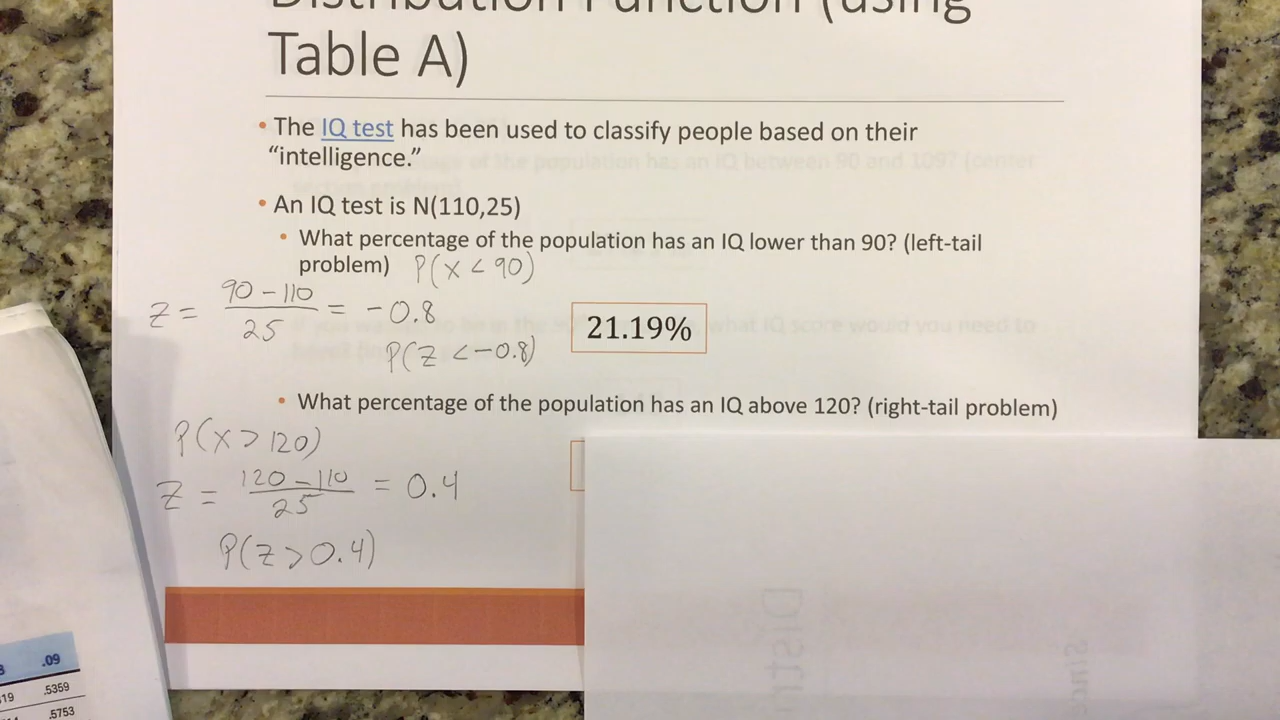 Distribution Function (using
Table A)
• The IQ test has been used to classify people based on their
“intelligence.”
• An IQ test is N(110,25)
• What percentage of the population has an IQ lower than 90? (left-tail
problem) P(x < 90)
Z = 90 – 110 / 25 = – 0.8
21.19%
P(Z < –0.8)
• What percentage of the population has an IQ above 120? (right-tail problem)
P(x > 120)
Z = 120 – 110 / 25 = 0.4
P(Z > 0.4)
.09
.5359
.5753